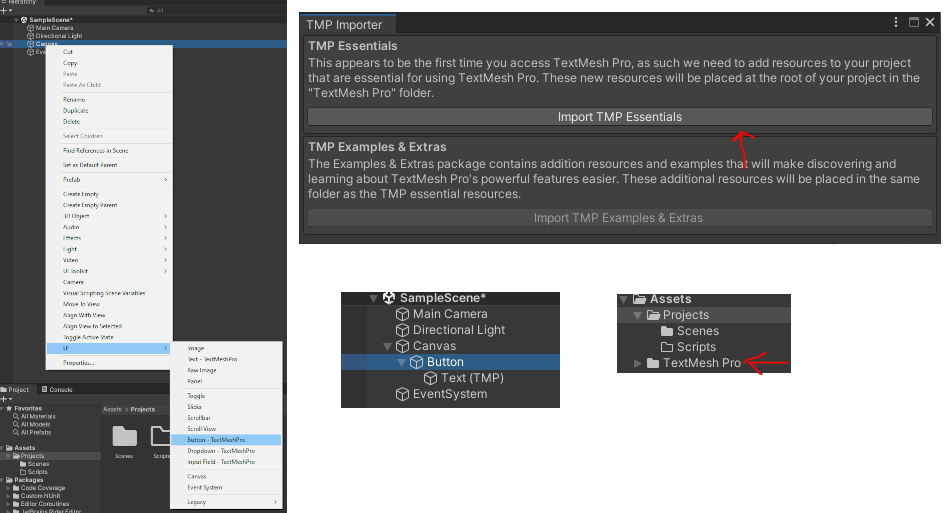 Hierarchy
All
SampleScene*
Main Camera
Directional Light
Canvas
Cut
Copy
Paste
Paste As Child
Rename
Duplicate
Delete
Select Children
Find References in Scene
Set as Default Parent
Prefab
Create Empty
Create Empty Parent
3D Object
Audio
Effects
Light
Video
UI Toolkit
Camera
Visual Scripting Scene Variables
Move To View
Align With View
Align View to Selected
Toggle Active State
UI
Properties...
Image
Text - TextMeshPro
Raw Image
Panel
Toggle
Slider
Scrollbar
Scroll View
Button - TextMeshPro
Dropdown - TextMeshPro
Input Field - TextMeshPro
Canvas
Event System
Legacy
Project
Console
Favorites
All Materials
All Models
All Prefabs
Assets
Projects
Scenes
Scripts
Packages
Code Coverage
Custom NUnit
Editor Coroutines
JetBrains Rider Editor
Assets > Projects
Scenes
Scripts
TMP Importer
TMP Essentials
This appears to be the first time you access TextMesh Pro, as such we need to add resources to your project
that are essential for using TextMesh Pro. These new resources will be placed at the root of your project in the
"TextMesh Pro" folder.
Import TMP Essentials
TMP Examples & Extras
The Examples & Extras package contains addition resources and examples that will make discovering and
learning about TextMesh Pro's powerful features easier. These additional resources will be placed in the same
folder as the TMP essential resources.
Import TMP Examples & Extras
SampleScene*
Main Camera
Directional Light
Canvas
Button
Text (TMP)
EventSystem
Assets
Projects
Scenes
Scripts
TextMesh Pro